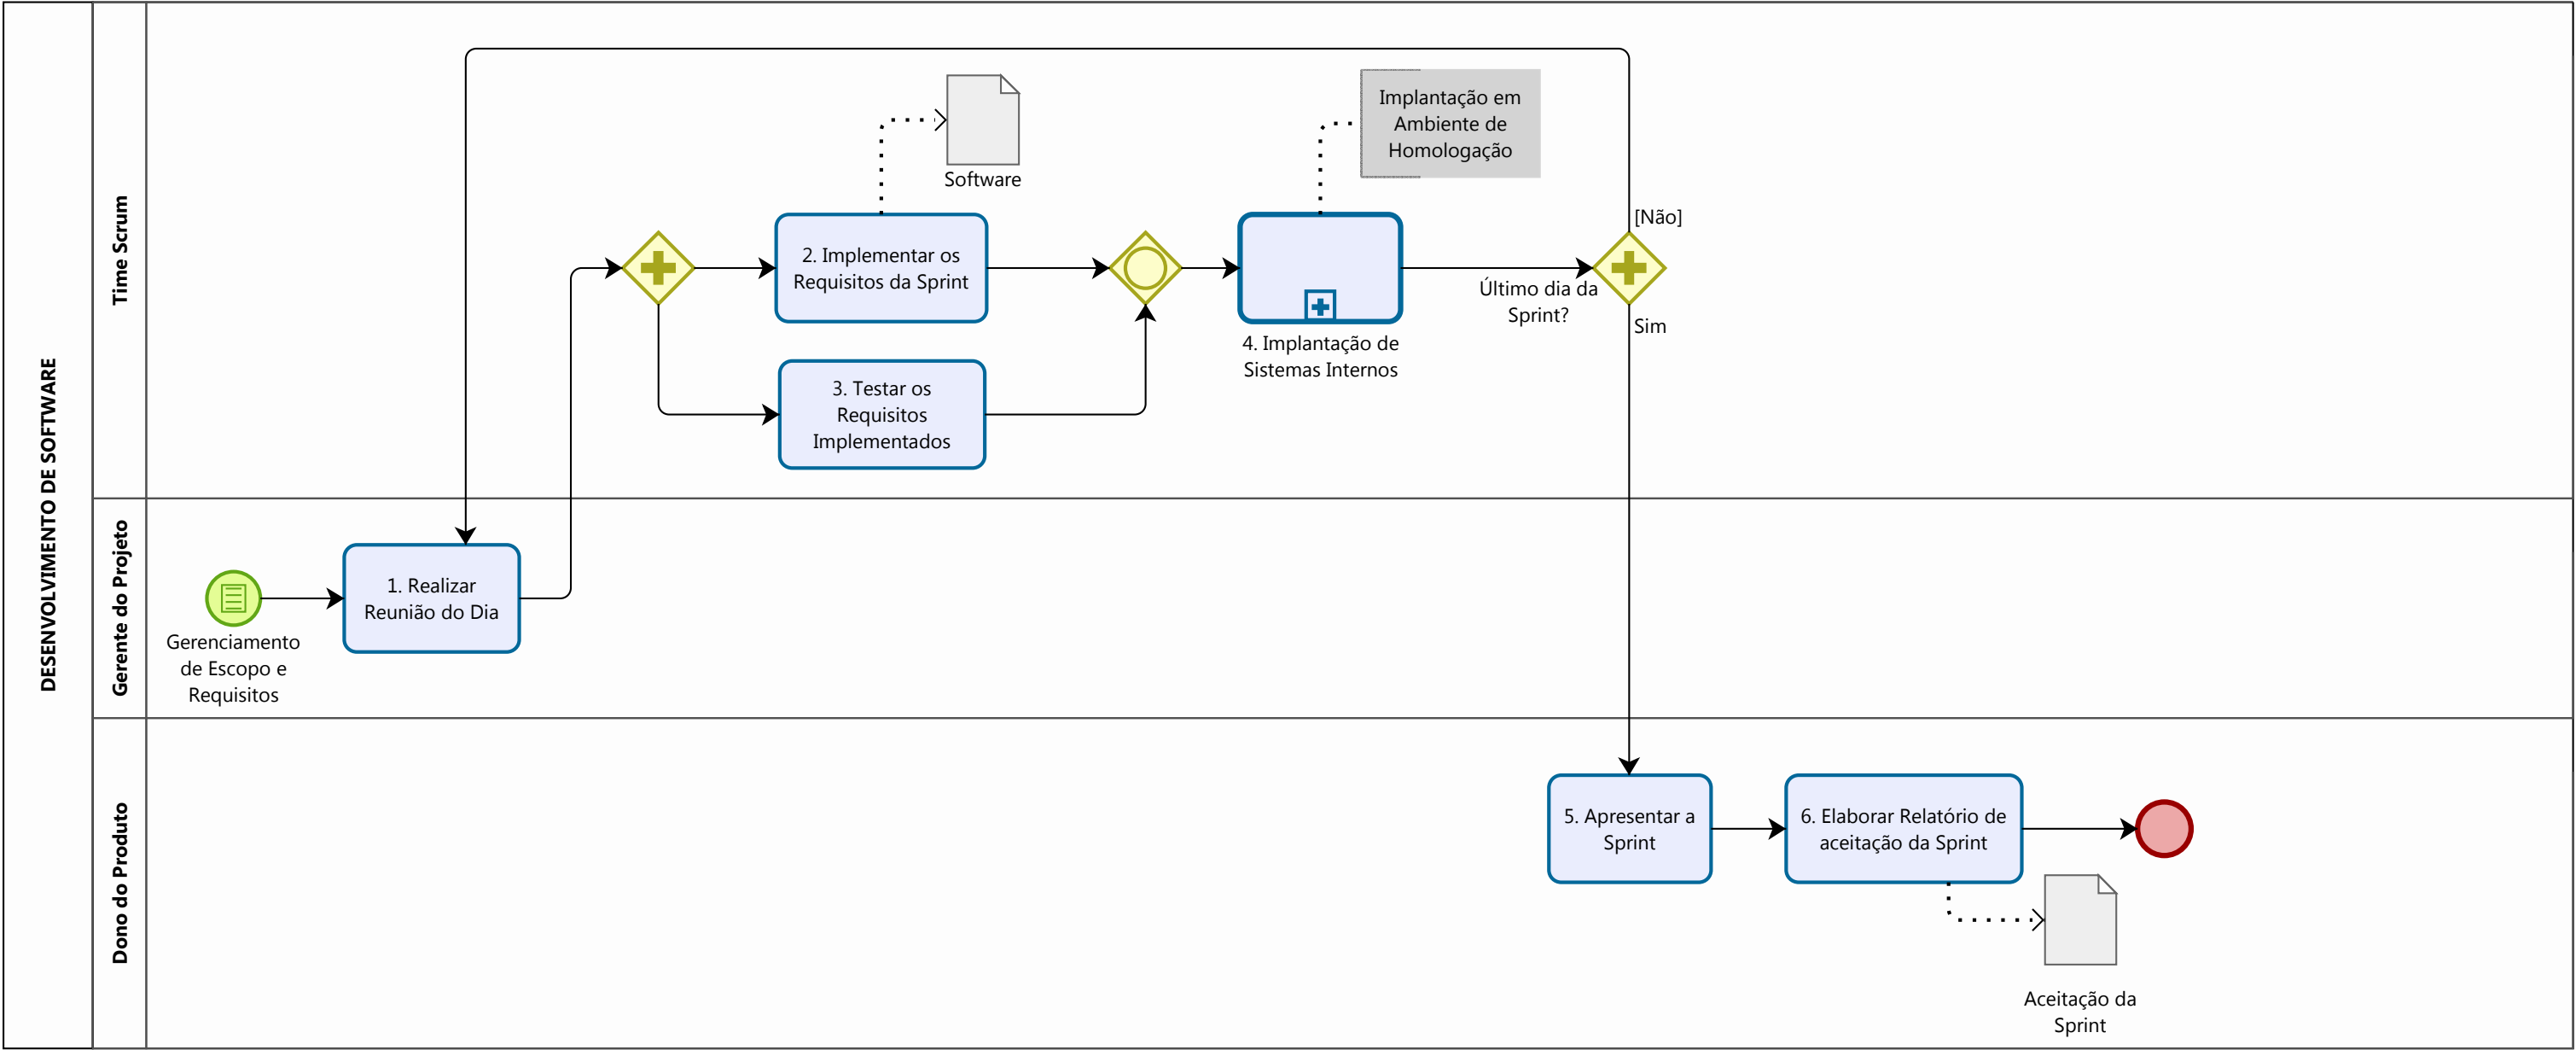 DESENVOLVIMENTO DE SOFTWARE
Time Scrum
Software
Implantação em
Ambiente de
Homologação
[Não]
2. Implementar os
Requisitos da Sprint
Último dia da
Sprint?
Sim
4. Implantação de
Sistemas Internos
3. Testar os
Requisitos
Implementados
Gerente do Projeto
1. Realizar
Reunião do Dia
Gerenciamento
de Escopo e
Requisitos
Dono do Produto
5. Apresentar a
Sprint
6. Elaborar Relatório de
aceitação da Sprint
Aceitação da
Sprint